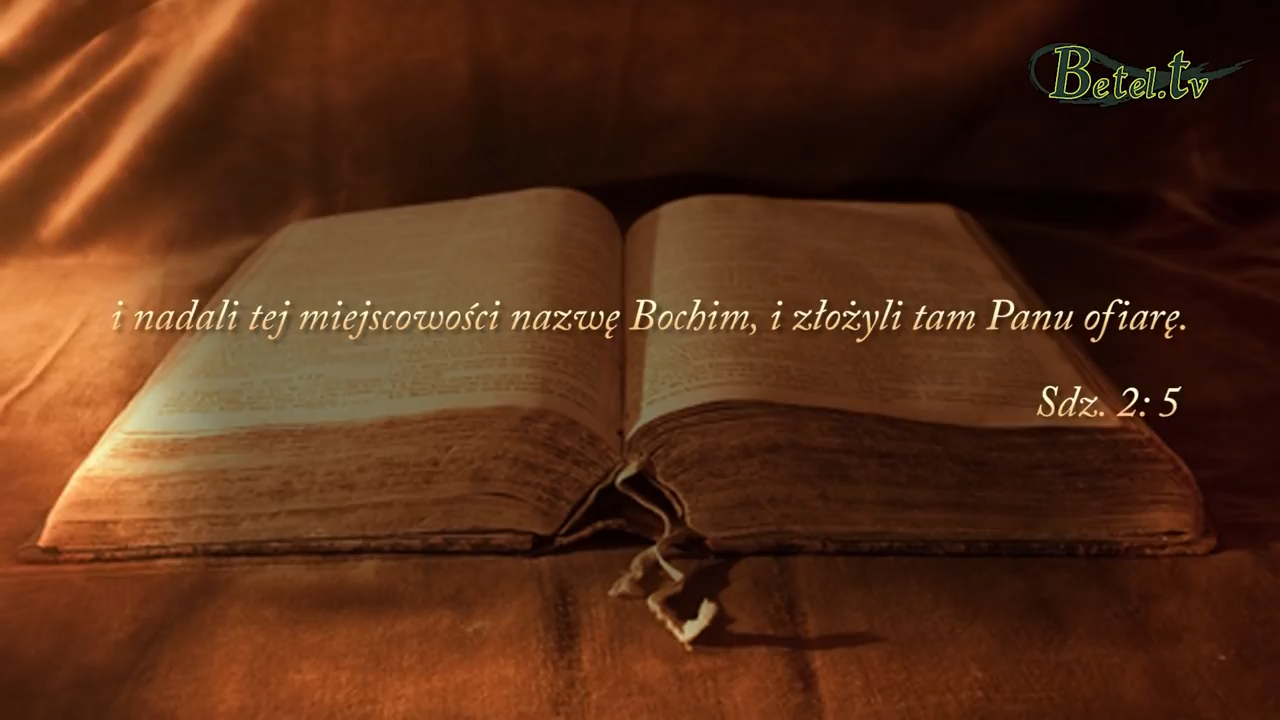 Betel.tv
i nadali tej miejscowości nazwę Bochim, i złożyli tam Panu ofiarę.
Sdz. 2: 5